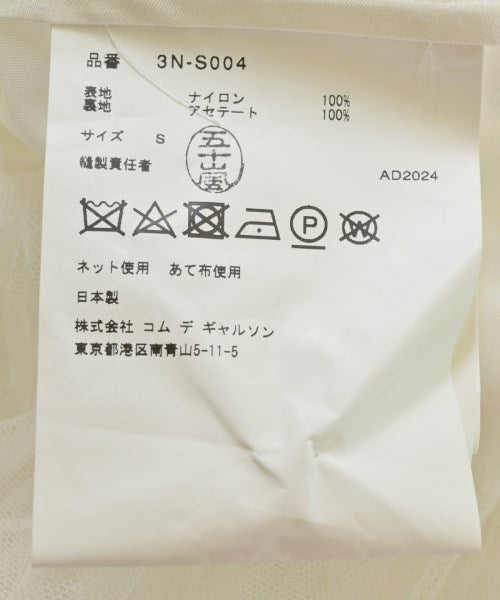 品番 3N-S004
表地 ナイロン 100%
裏地 アセテート 100%
サイズ S
縫製責任者 五十嵐
AD2024
P W
ネット使用 あて布使用
日本製
株式会社 コム デ ギャルソン
東京都港区南青山5-11-5